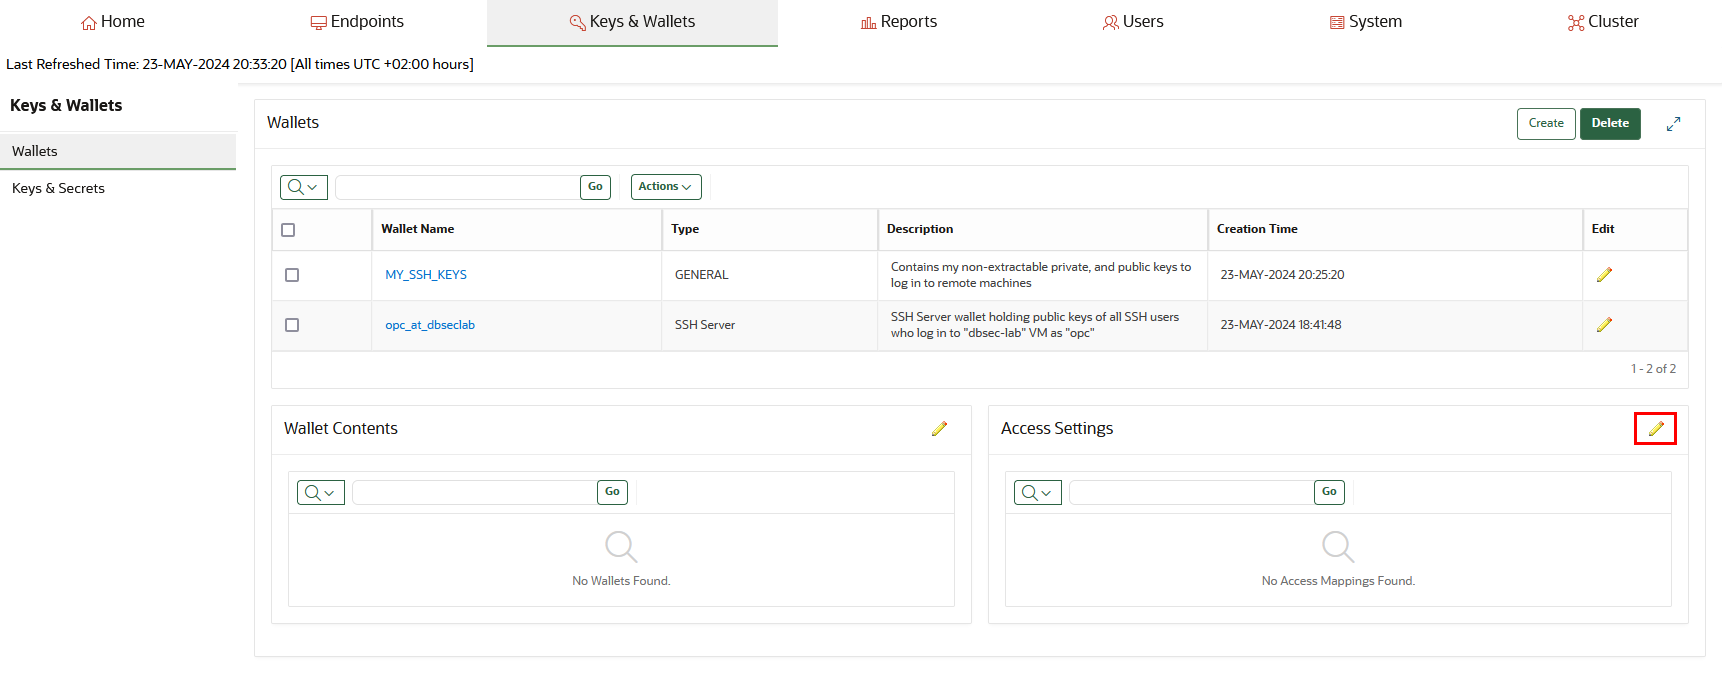 Home
Endpoints
Keys & Wallets
Reports
Users
System
Cluster
Last Refreshed Time: 23-MAY-2024 20:33:20 [All times UTC +02:00 hours]
Keys & Wallets
Wallets
Keys & Secrets
Wallets
Create
Delete
Go
Actions
Wallet Name
Type
Description
Creation Time
Edit
MY_SSH_KEYS
GENERAL
Contains my non-extractable private, and public keys to
log in to remote machines
23-MAY-2024 20:25:20
opc_at_dbseclab
SSH Server
SSH Server wallet holding public keys of all SSH users
who log in to "dbsec-lab" VM as "opc"
23-MAY-2024 18:41:48
1 - 2 of 2
Wallet Contents
Go
No Wallets Found.
Access Settings
Go
No Access Mappings Found.